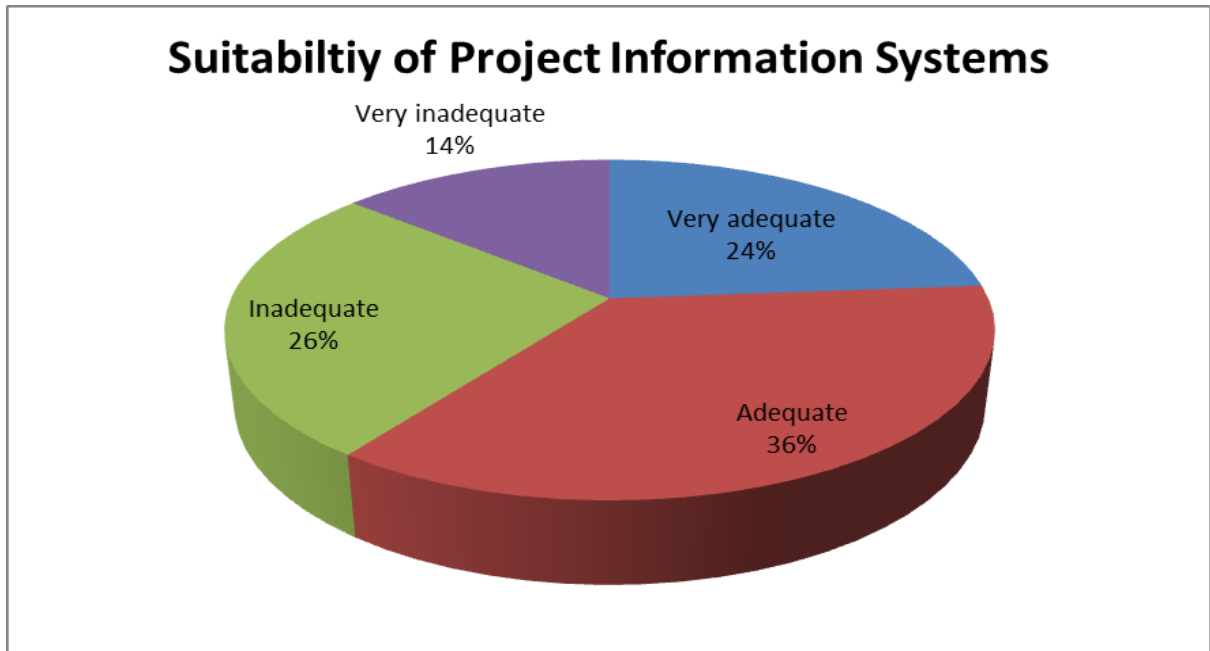 Suitabiltiy of Project Information Systems
Very inadequate
14%
Very adequate
24%
Inadequate
26%
Adequate
36%